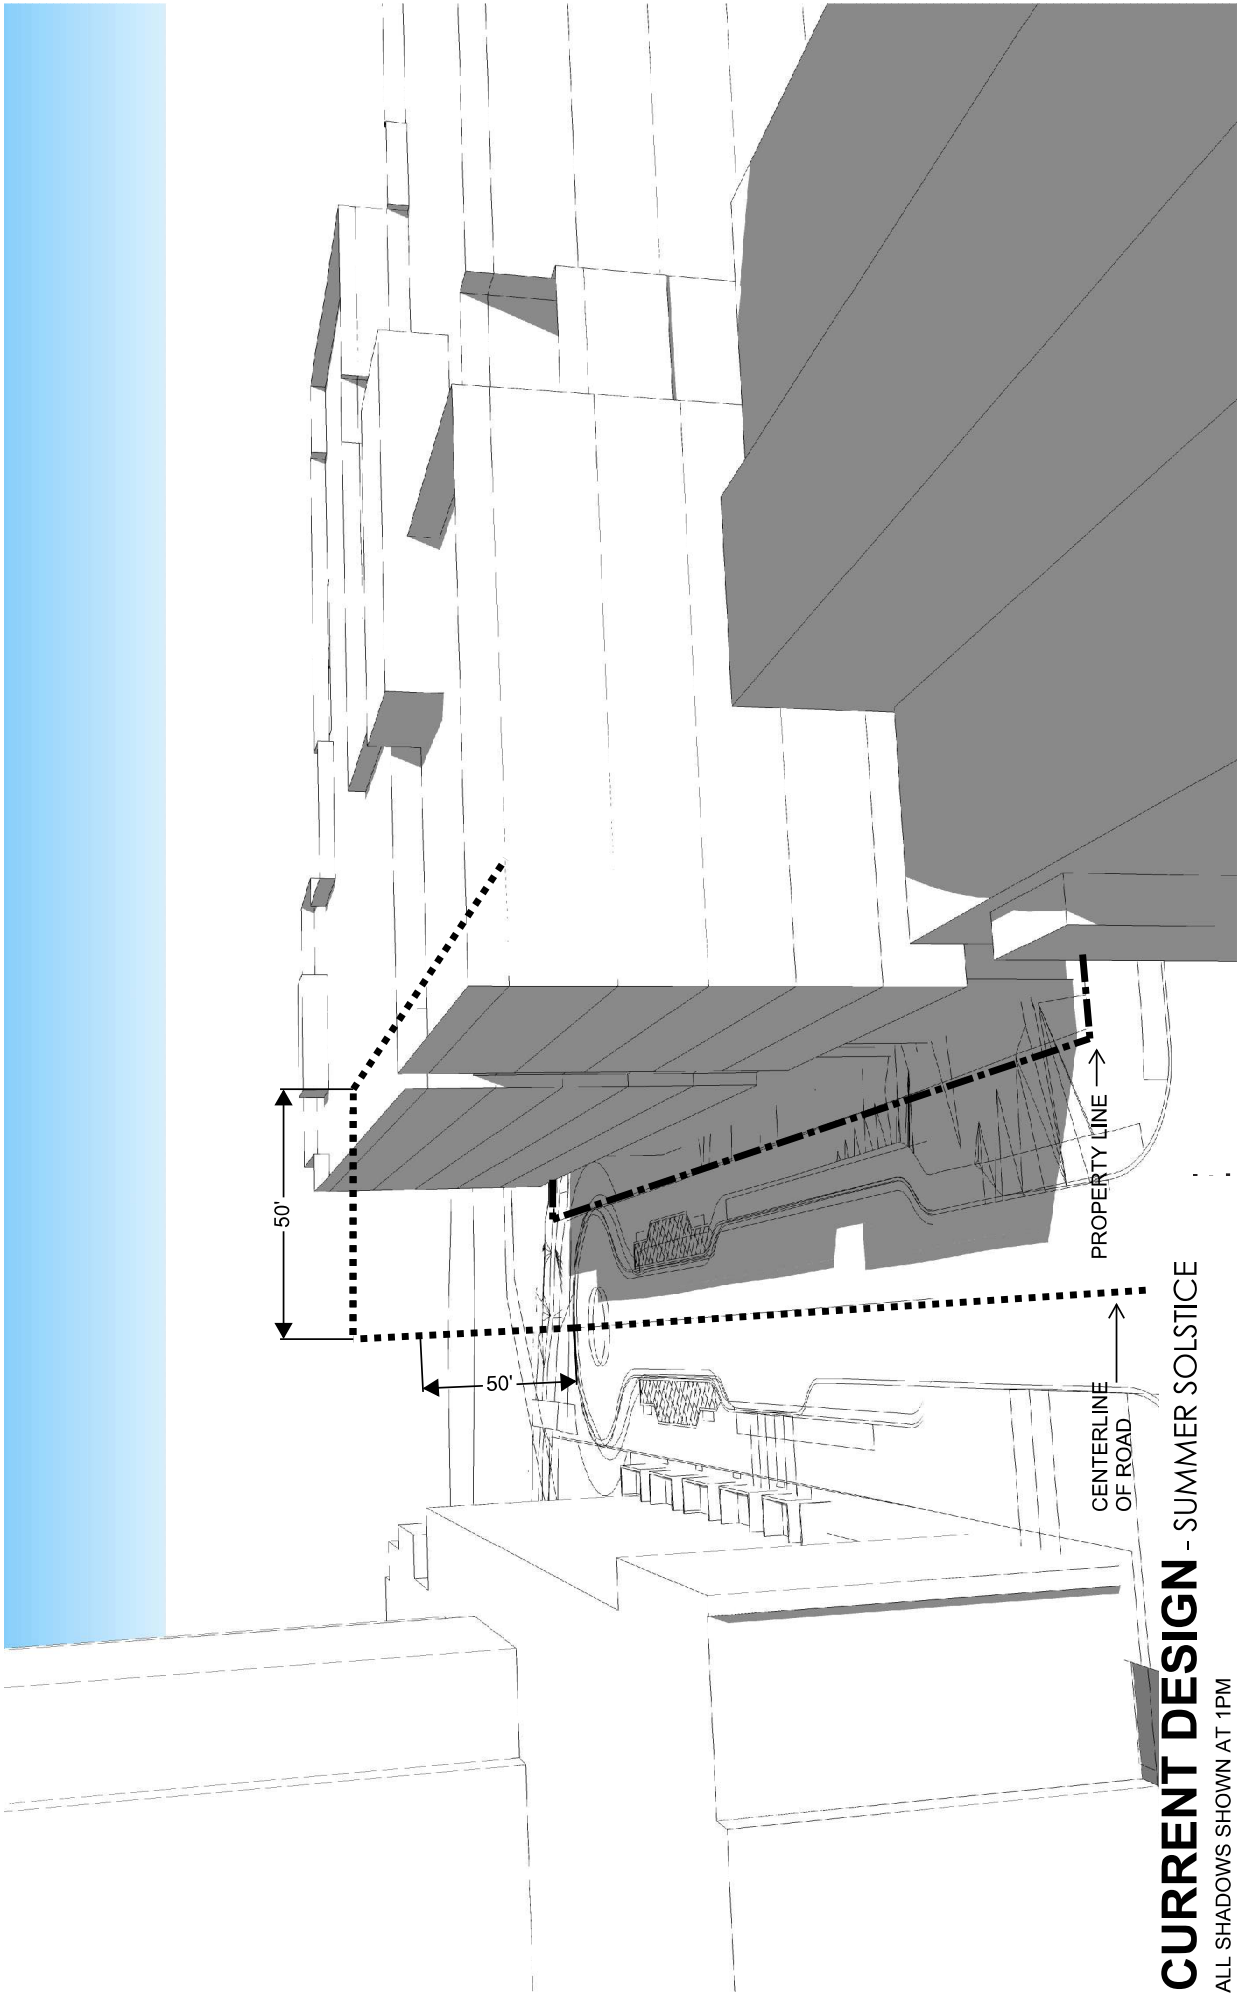 50'
50'
PROPERTY LINE
CENTERLINE
OF ROAD
CURRENT DESIGN - SUMMER SOLSTICE
ALL SHADOWS SHOWN AT 1PM